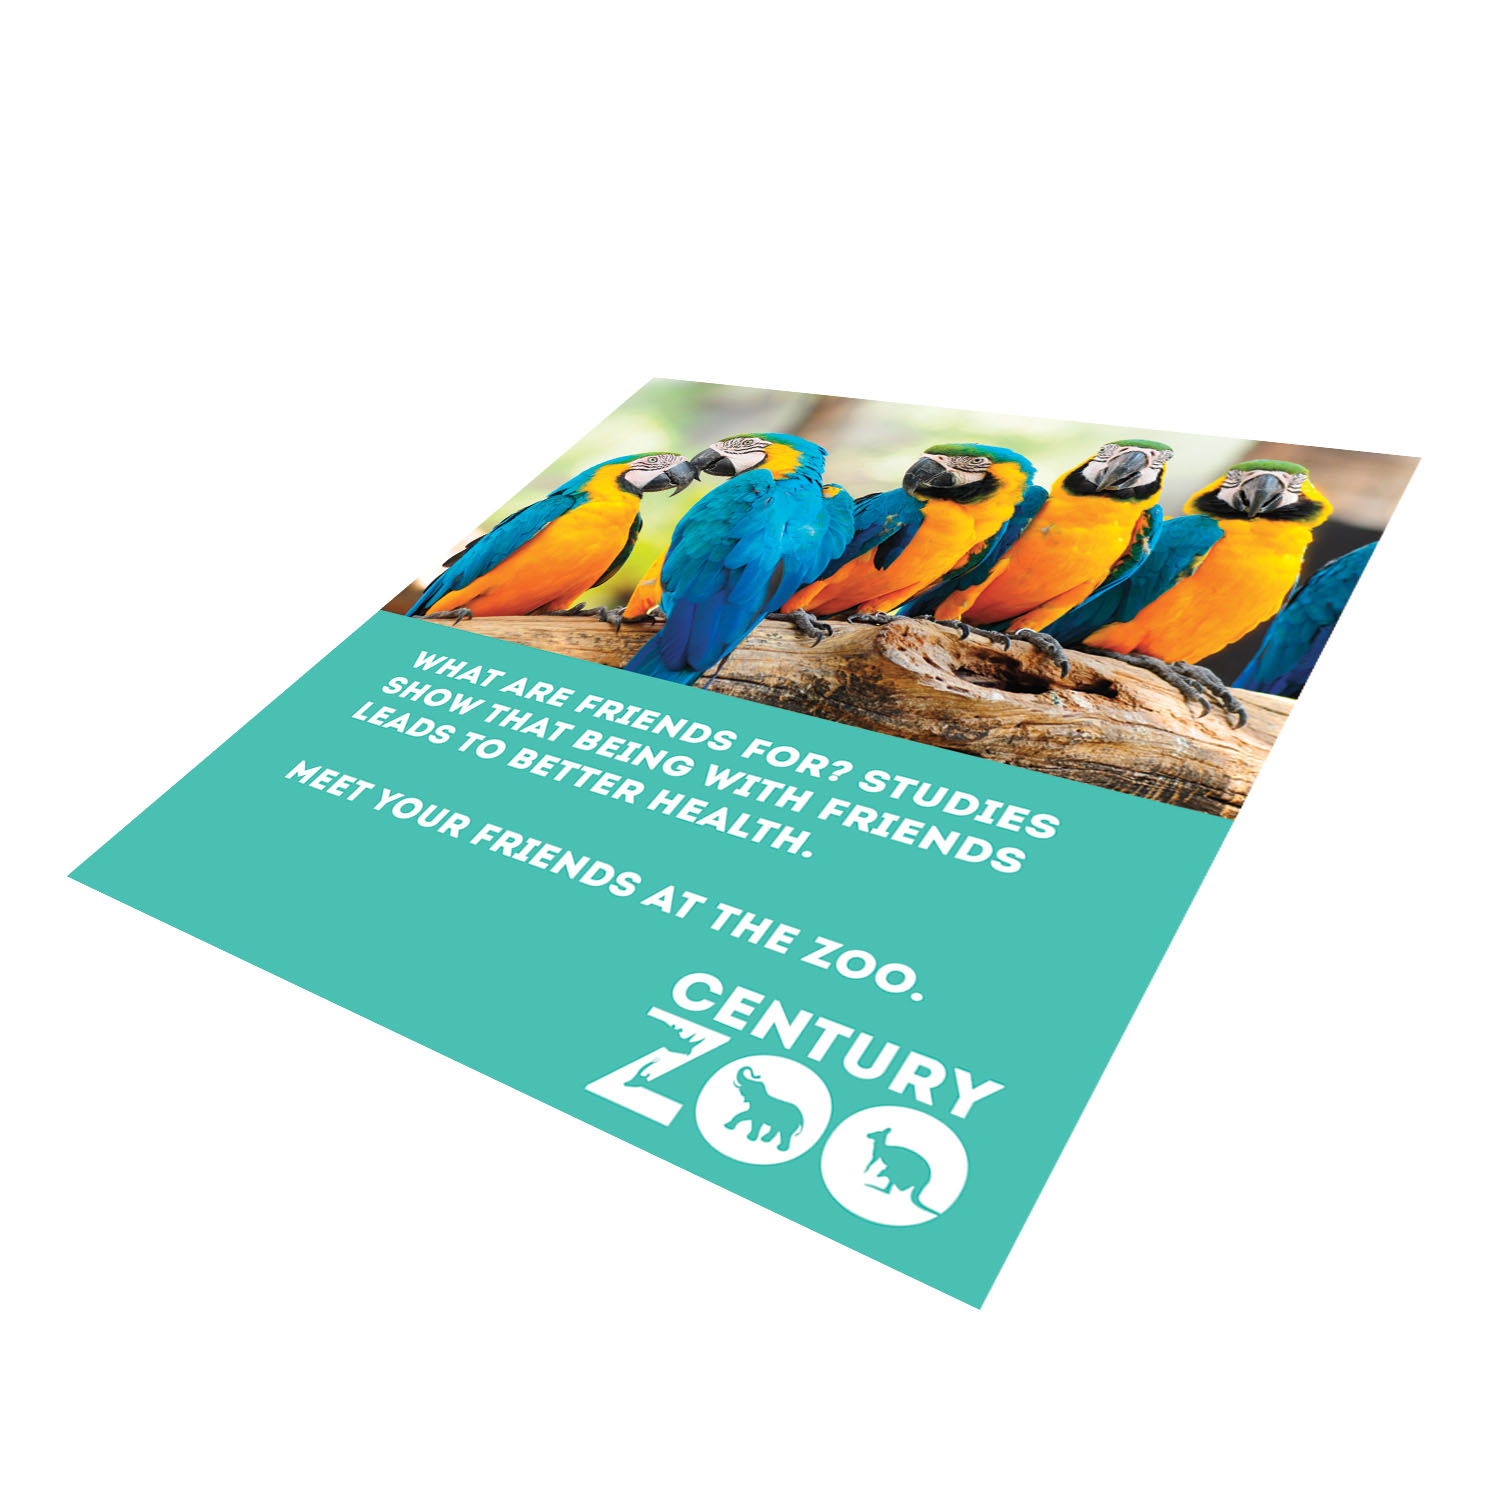 WHAT ARE FRIENDS FOR? STUDIES
SHOW THAT BEING WITH FRIENDS
LEADS TO BETTER HEALTH.
MEET YOUR FRIENDS AT THE ZOO.
CENTURY
ZOO